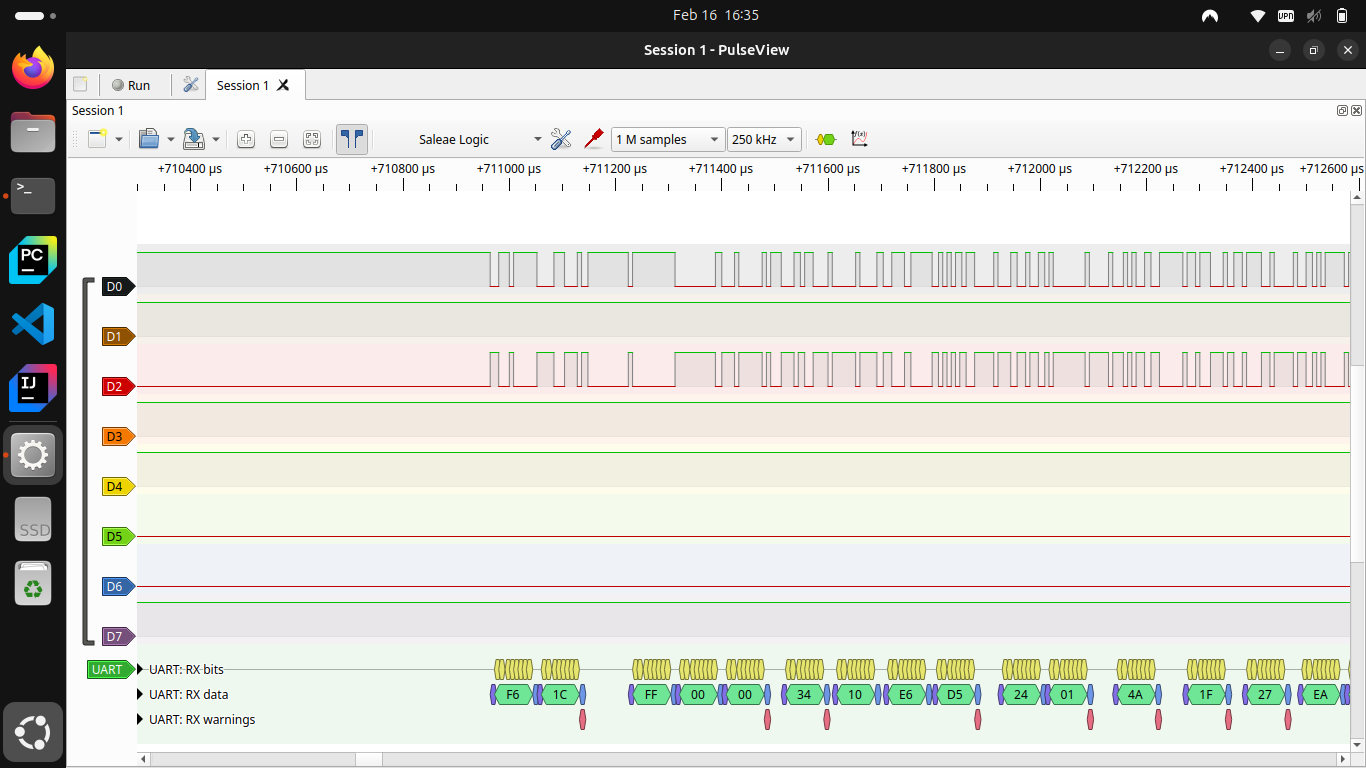 Feb 16 16:35
VPN
Session 1 - PulseView
Run
Session 1
Session 1
Saleae Logic
1 M samples
250 kHz
f(x)
+710400 µs +710600 µs +710800 µs +711000 µs +711200 µs +711400 µs +711600 µs +711800 µs +712000 µs +712200 µs +712400 µs +712600 µs
>_
PC
IJ
SSD
D0
D1
D2
D3
D4
D5
D6
D7
UART UART: RX bits
UART: RX data F6 1C FF 00 00 34 10 E6 D5 24 01 4A 1F 27 EA
UART: RX warnings